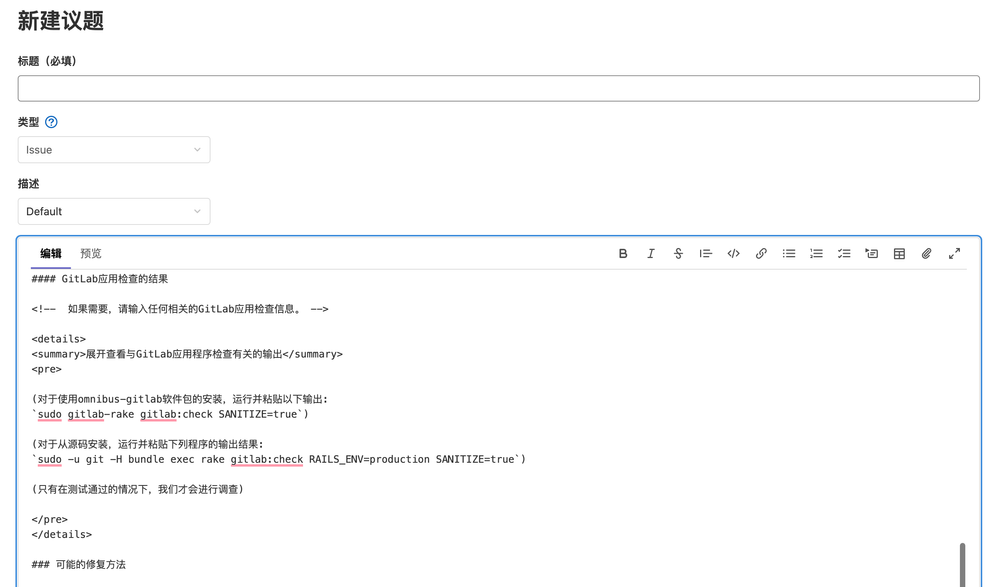 新建议题
标题（必填）
类型
Issue
描述
Default
编辑 预览
#### GitLab应用检查的结果
<!--  如果需要，请输入任何相关的GitLab应用检查信息。 -->
<details>
<summary>展开查看与GitLab应用程序检查有关的输出</summary>
<pre>
(对于使用omnibus-gitlab软件包的安装，运行并粘贴以下输出:
`sudo gitlab-rake gitlab:check SANITIZE=true`)
(对于从源码安装，运行并粘贴下列程序的输出结果:
`sudo -u git -H bundle exec rake gitlab:check RAILS_ENV=production SANITIZE=true`)
(只有在测试通过的情况下，我们才会进行调查)
</pre>
</details>
### 可能的修复方法